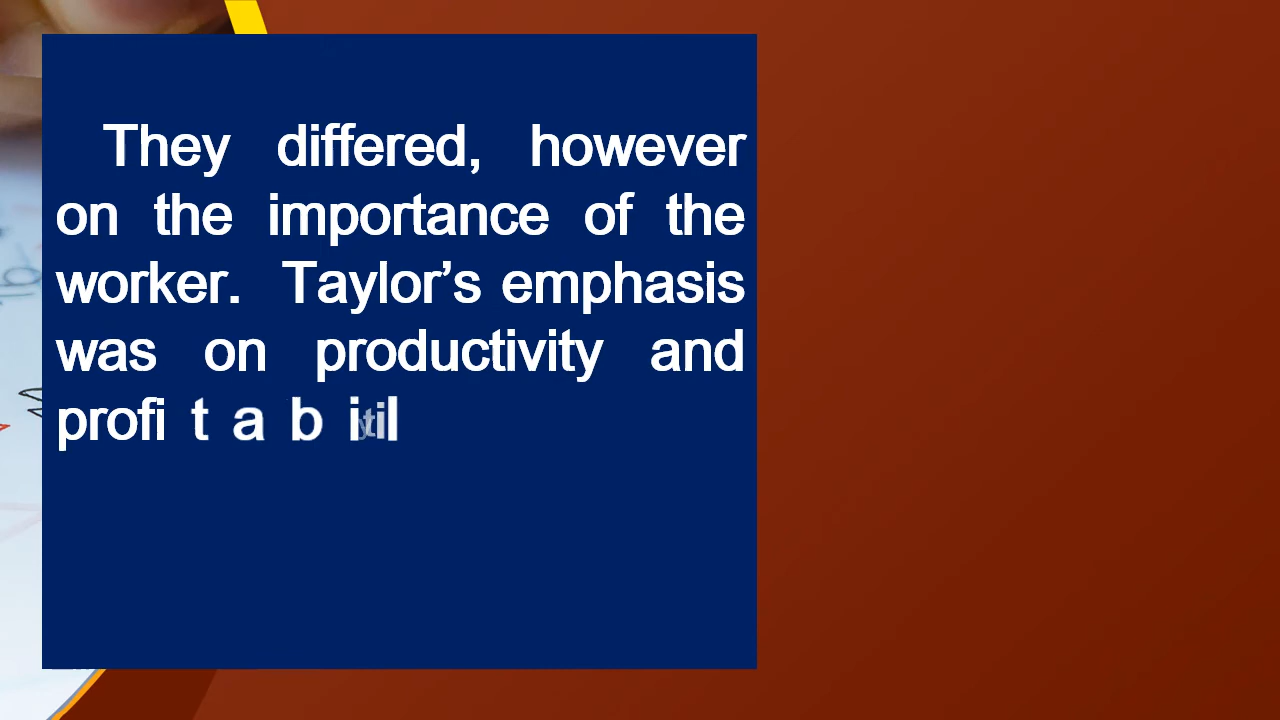 They differed, however
on the importance of the
worker. Taylor’s emphasis
was on productivity and